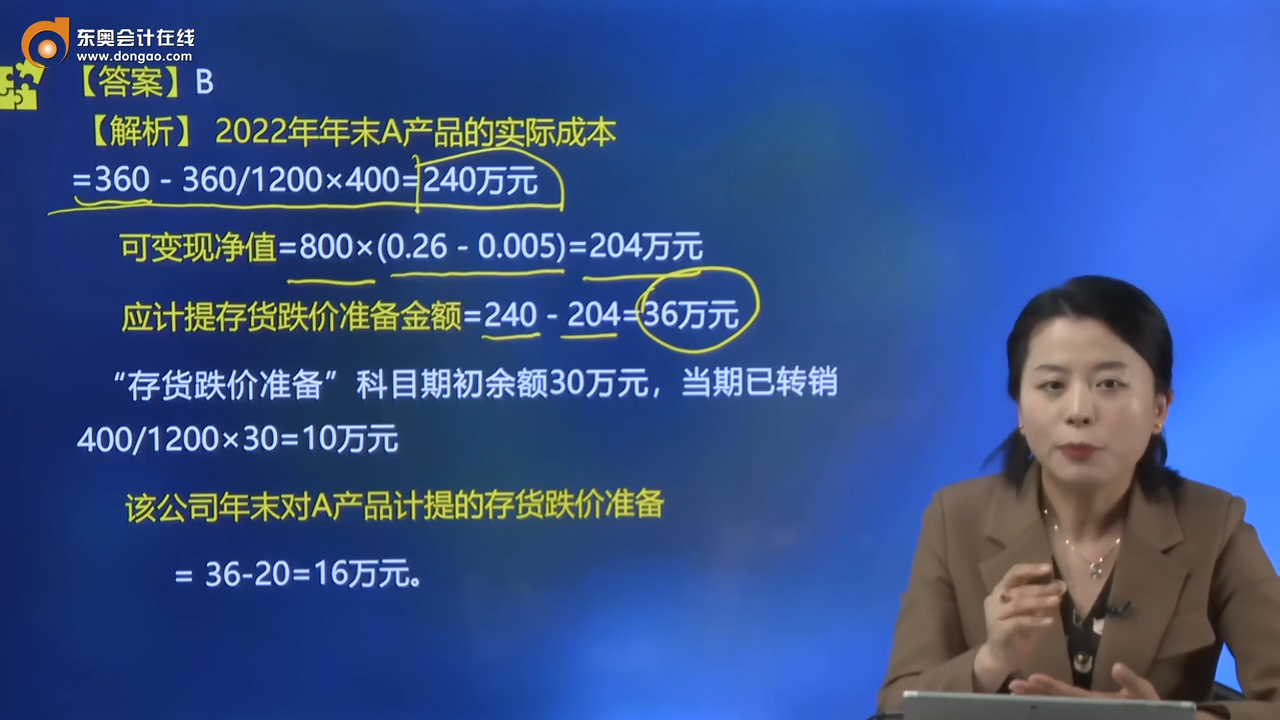 东奥会计在线
www.dongao.com
【答案】B
【解析】 2022年年末A产品的实际成本
=360 - 360/1200×400=240万元
可变现净值=800×(0.26 - 0.005)=204万元
应计提存货跌价准备金额=240 - 204=36万元
“存货跌价准备”科目期初余额30万元，当期已转销
400/1200×30=10万元
该公司年末对A产品计提的存货跌价准备
= 36-20=16万元。